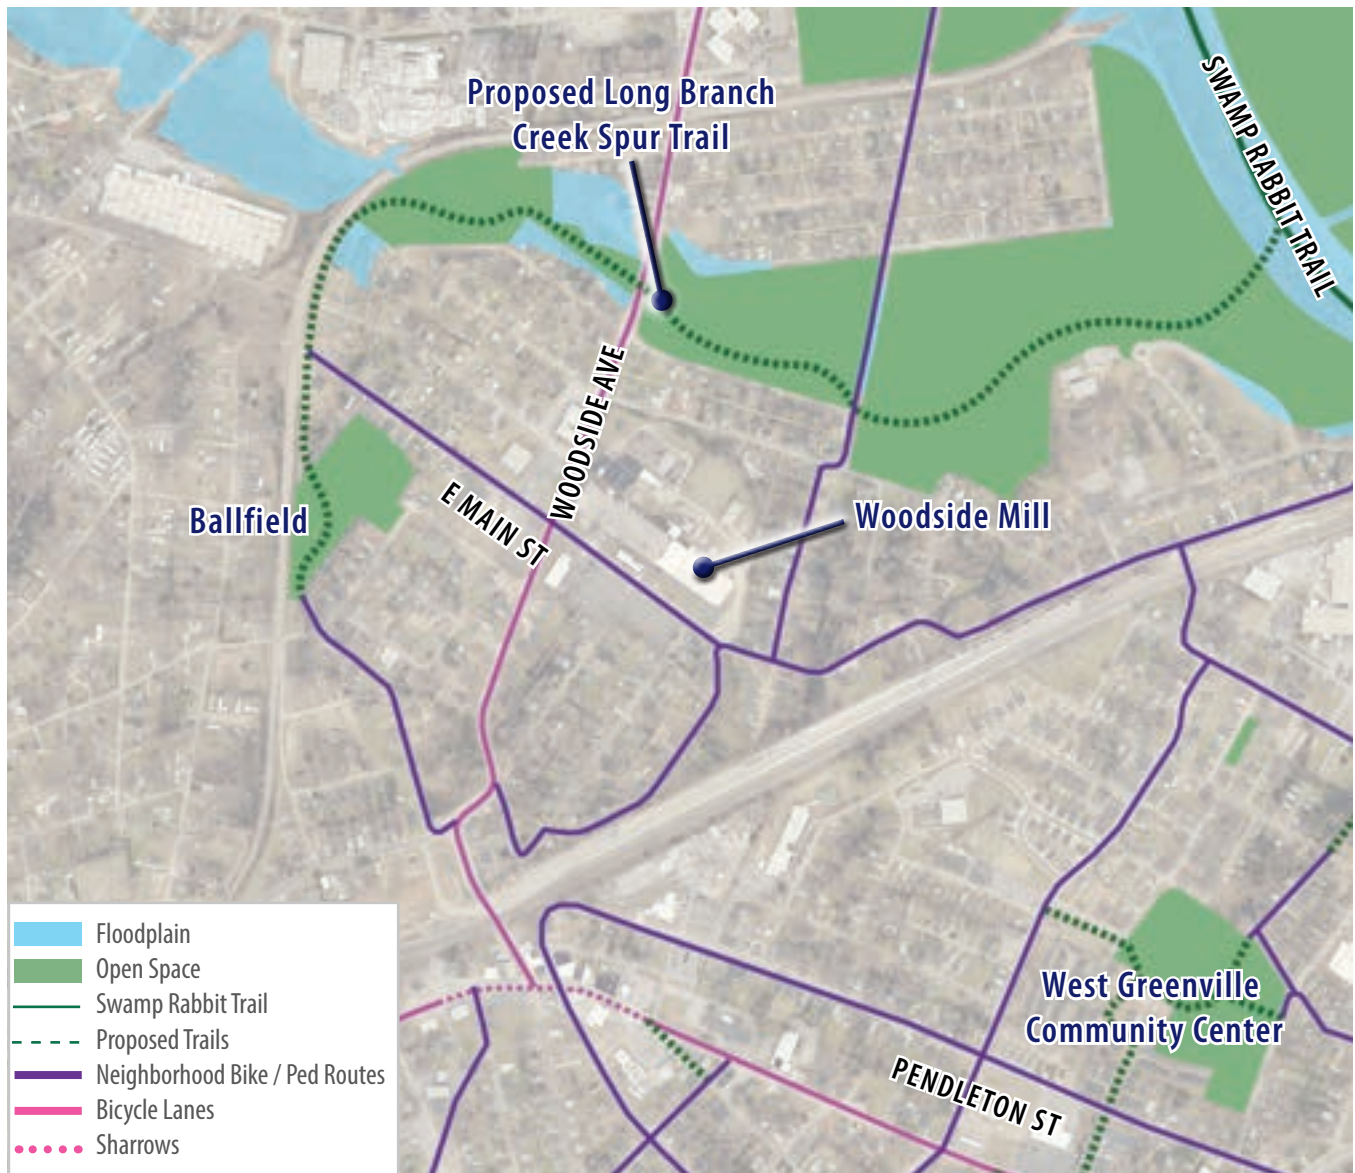 Proposed Long Branch
Creek Spur Trail
SWAMP RABBIT TRAIL
WOODSIDE AVE
E MAIN ST
Ballfield
Woodside Mill
West Greenville
Community Center
PENDLETON ST
Floodplain
Open Space
Swamp Rabbit Trail
Proposed Trails
Neighborhood Bike / Ped Routes
Bicycle Lanes
Sharrows